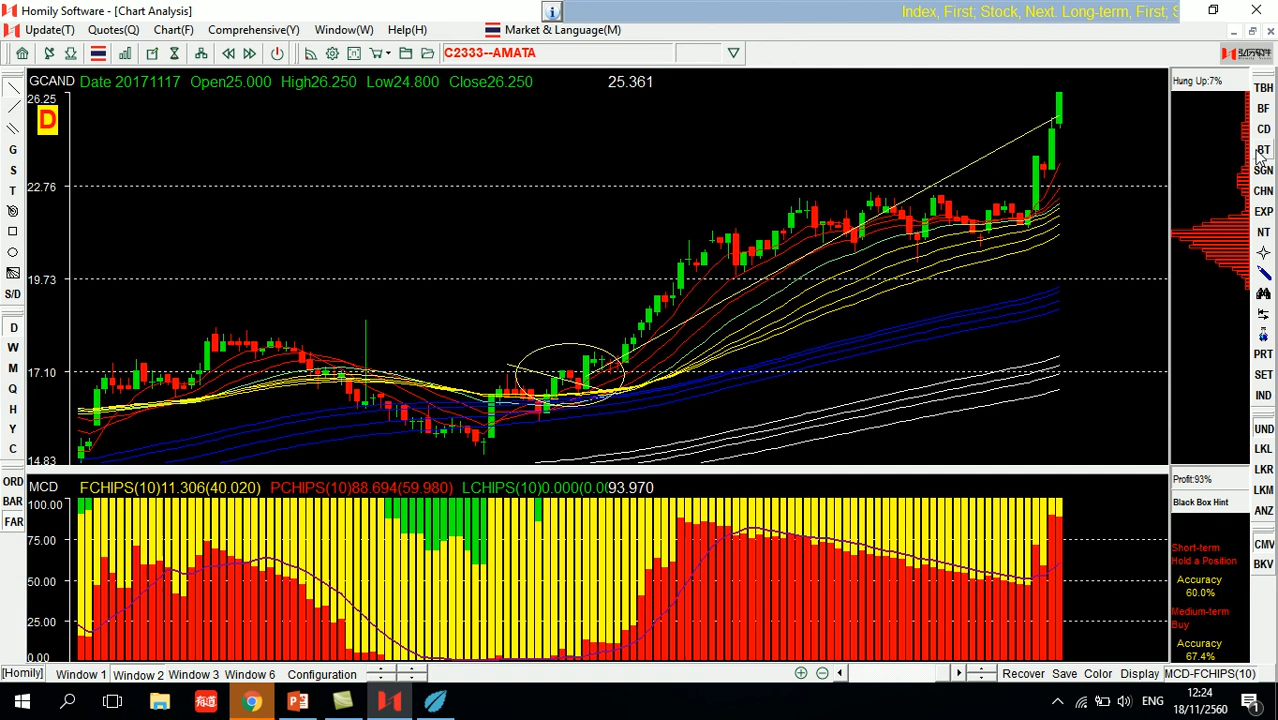 Homily Software - [Chart Analysis]
Index, First; Stock, Next. Long-term, First; S
Update(T) Quotes(Q) Chart(F) Comprehensive(Y) Window(W) Help(H) Market & Language(M)
C2333--AMATA
GCAND Date 20171117 Open25.000 High26.250 Low24.800 Close26.250 25.361
Hung Up:7%
26.25
D
22.76
19.73
17.10
14.83
G
S
T
S/D
D
W
M
Q
H
Y
C
ORD
BAR
FAR
TBH
BF
CD
BT
SGN
CHN
EXP
NT
PRT
SET
IND
UND
LKL
LKR
LKM
ANZ
CMV
BKV
MCD FCHIPS(10)11.306(40.020) PCHIPS(10)88.694(59.980) LCHIPS(10)0.000(0.0( 93.970
100.00
75.00
50.00
25.00
0.00
Profit:93%
Black Box Hint
Short-term
Hold a Position
Accuracy
60.0%
Medium-term
Buy
Accuracy
67.4%
[Homily] Window 1 Window 2 Window 3 Window 6 Configuration Recover Save Color Display MCD-FCHIPS(10)
有道
ENG
12:24
18/11/2560